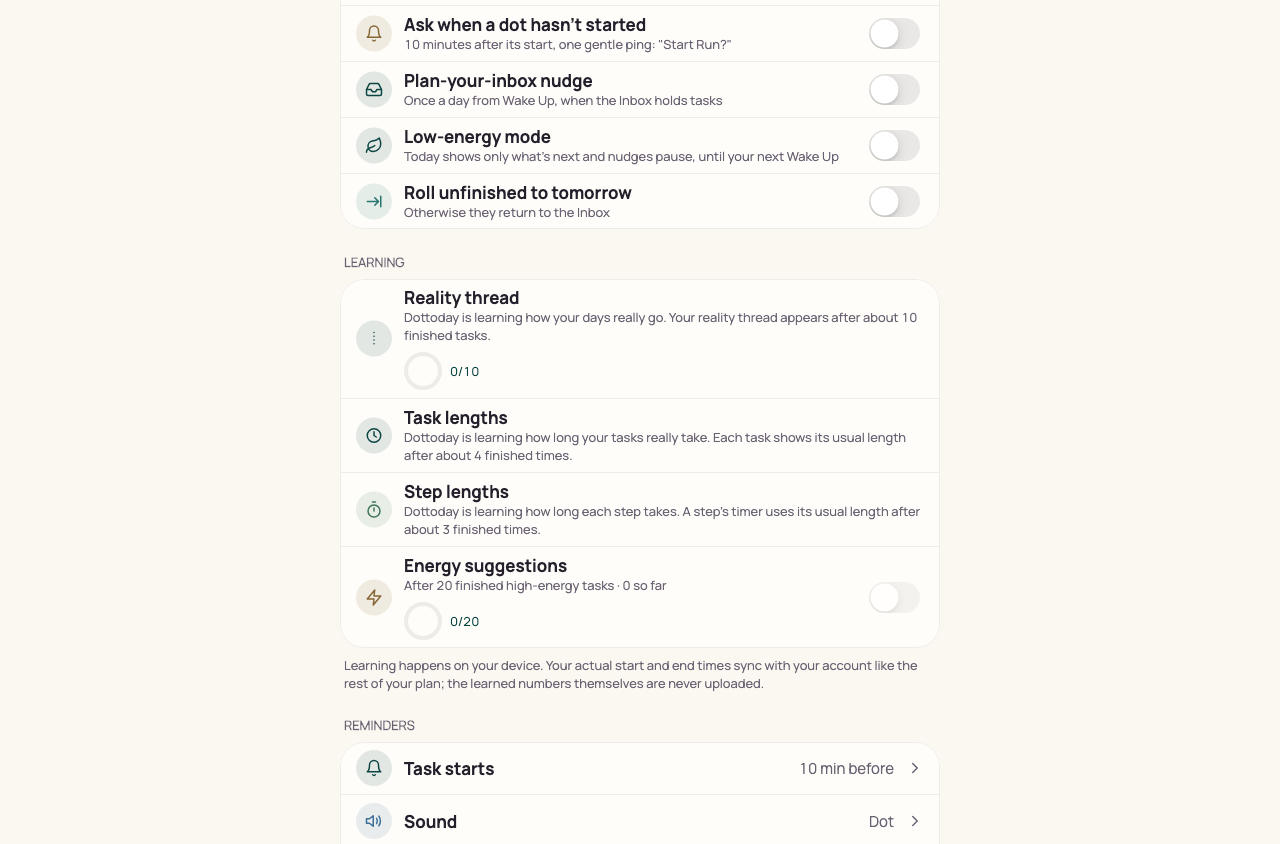 Ask when a dot hasn't started
10 minutes after its start, one gentle ping: "Start Run?"
Plan-your-inbox nudge
Once a day from Wake Up, when the Inbox holds tasks
Low-energy mode
Today shows only what's next and nudges pause, until your next Wake Up
Roll unfinished to tomorrow
Otherwise they return to the Inbox
LEARNING
Reality thread
Dottoday is learning how your days really go. Your reality thread appears after about 10
finished tasks.
0/10
Task lengths
Dottoday is learning how long your tasks really take. Each task shows its usual length
after about 4 finished times.
Step lengths
Dottoday is learning how long each step takes. A step's timer uses its usual length after
about 3 finished times.
Energy suggestions
After 20 finished high-energy tasks · 0 so far
0/20
Learning happens on your device. Your actual start and end times sync with your account like the
rest of your plan; the learned numbers themselves are never uploaded.
REMINDERS
Task starts
10 min before
Sound
Dot